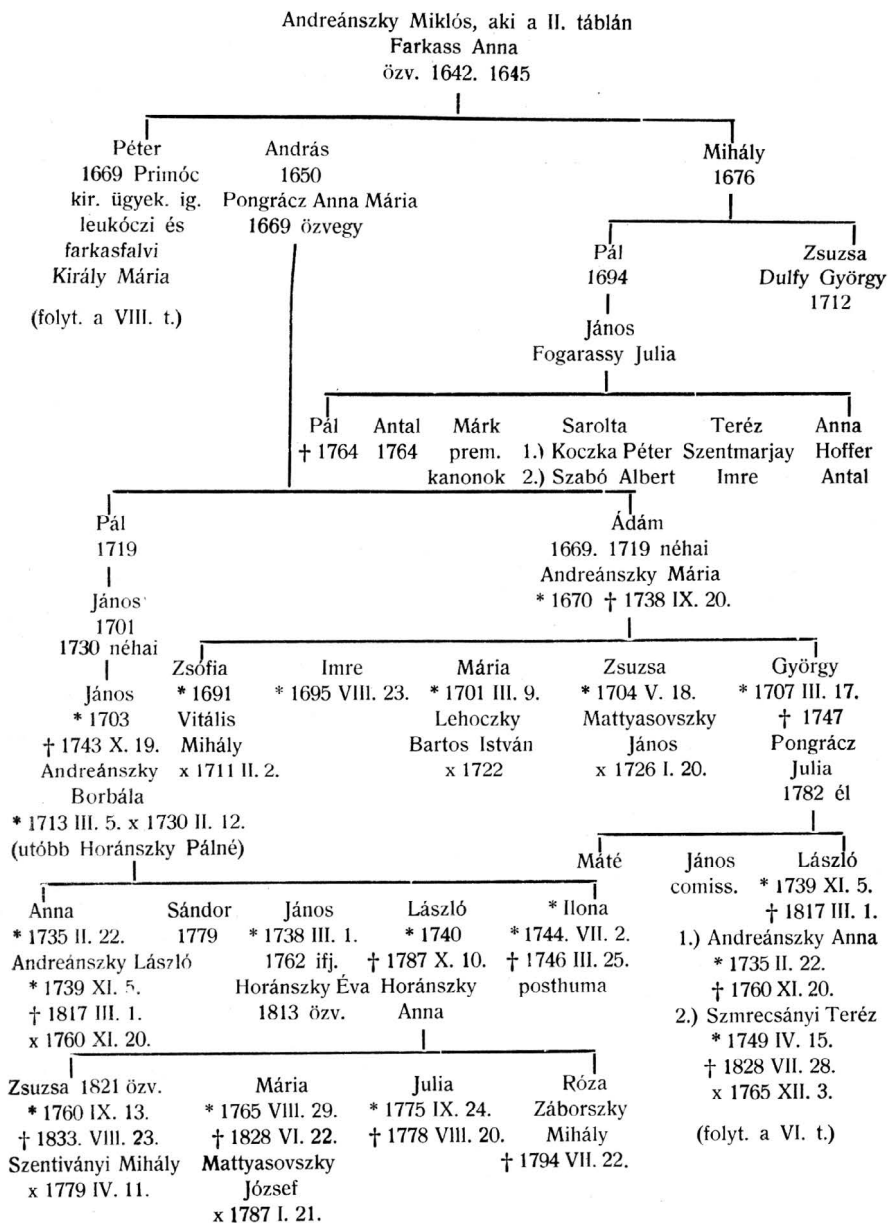 Andreánszky Miklós, aki a II. táblán
Farkass Anna
özv. 1642. 1645
Péter
1669 Primóc
kir. ügyek. ig.
leukóczi és
farkasfalvi
Király Mária
(folyt. a VIII. t.)
András
1650
Pongrácz Anna Mária
1669 özvegy
Mihály
1676
Pál
1694
Zsuzsa
Dulfy György
1712
János
Fogarassy Julia
Pál
† 1764
Antal
1764
Márk
prem.
kanonok
Sarolta
1.) Koczka Péter
2.) Szabó Albert
Teréz
Szentmarjay
Imre
Anna
Hoffer
Antal
Pál
1719
Ádám
1669. 1719 néhai
Andreánszky Mária
* 1670 † 1738 IX. 20.
János
1701
1730 néhai
Zsófia
* 1691
Vitális
Mihály
x 1711 II. 2.
Imre
* 1695 VIII. 23.
Mária
* 1701 III. 9.
Lehoczky
Bartos István
x 1722
Zsuzsa
* 1704 V. 18.
Mattyasovszky
János
x 1726 I. 20.
György
* 1707 III. 17.
† 1747
Pongrácz
Julia
1782 él
János
* 1703
† 1743 X. 19.
Andreánszky
Borbála
* 1713 III. 5. x 1730 II. 12.
(utóbb Horánszky Pálné)
Máté
János
comiss.
László
* 1739 XI. 5.
† 1817 III. 1.
1.) Andreánszky Anna
* 1735 II. 22.
† 1760 XI. 20.
2.) Szmrecsányi Teréz
* 1749 IV. 15.
† 1828 VII. 28.
x 1765 XII. 3.
(folyt. a VI. t.)
Anna
* 1735 II. 22.
Andreánszky László
* 1739 XI. 5.
† 1817 III. 1.
x 1760 XI. 20.
Sándor
1779
János
* 1738 III. 1.
1762 ifj.
Horánszky Éva
1813 özv.
László
* 1740
† 1787 X. 10.
Horánszky
Anna
* Ilona
* 1744. VII. 2.
† 1746 III. 25.
posthuma
Zsuzsa 1821 özv.
* 1760 IX. 13.
† 1833. VIII. 23.
Szentiványi Mihály
x 1779 IV. 11.
Mária
* 1765 VIII. 29.
† 1828 VI. 22.
Mattyasovszky
József
x 1787 I. 21.
Julia
* 1775 IX. 24.
† 1778 VIII. 20.
Róza
Záborszky
Mihály
† 1794 VII. 22.